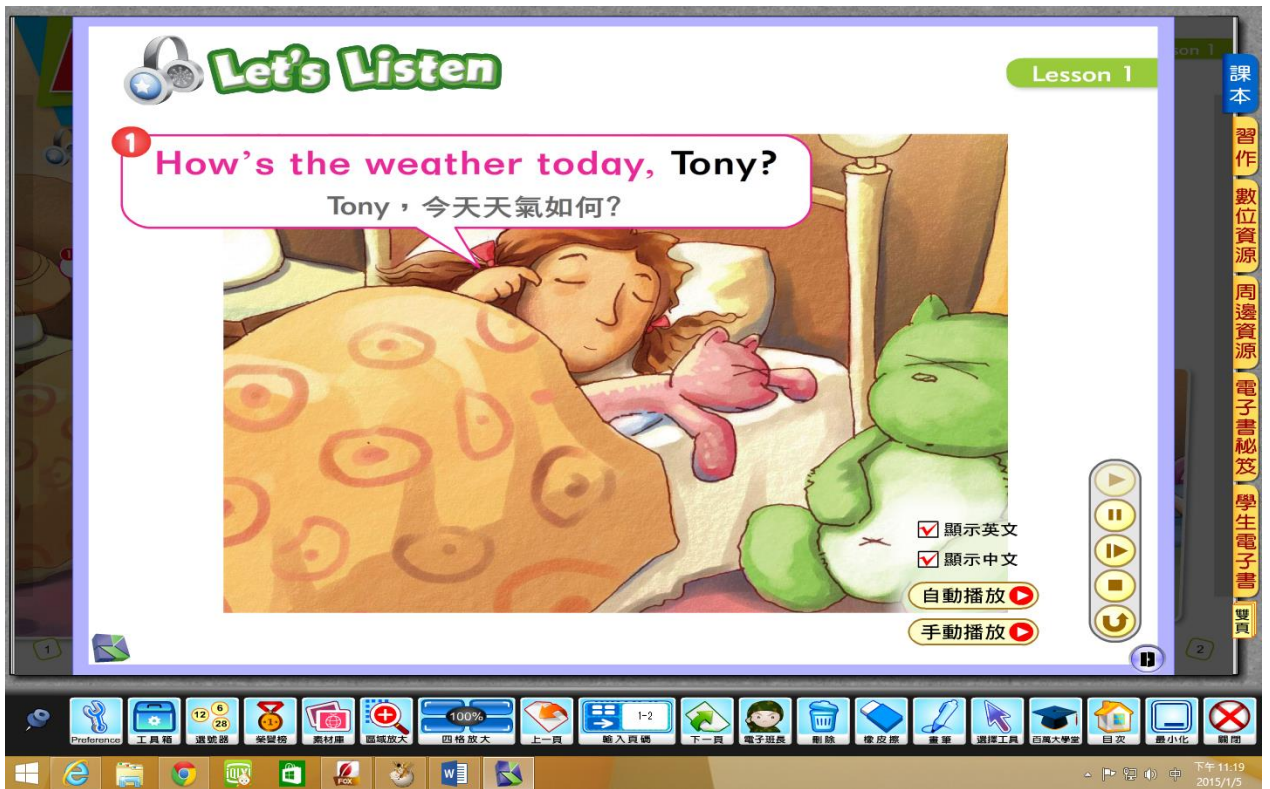 Let's Listen
Lesson 1
son 1
1
How's the weather today, Tony?
Tony，今天天氣如何?
顯示英文
顯示中文
自動播放
手動播放
課本
習作
數位資源
周邊資源
電子書秘笈
學生電子書
雙頁
1
2
Preference
工具箱
12 6 28
選號器
榮譽榜
素材庫
區域放大
100%
四格放大
上一頁
1-2
輸入頁碼
下一頁
電子班長
刪除
橡皮擦
畫筆
選擇工具
百萬大學堂
目次
最小化
關閉
FOX
中
下午 11:19
2015/1/5